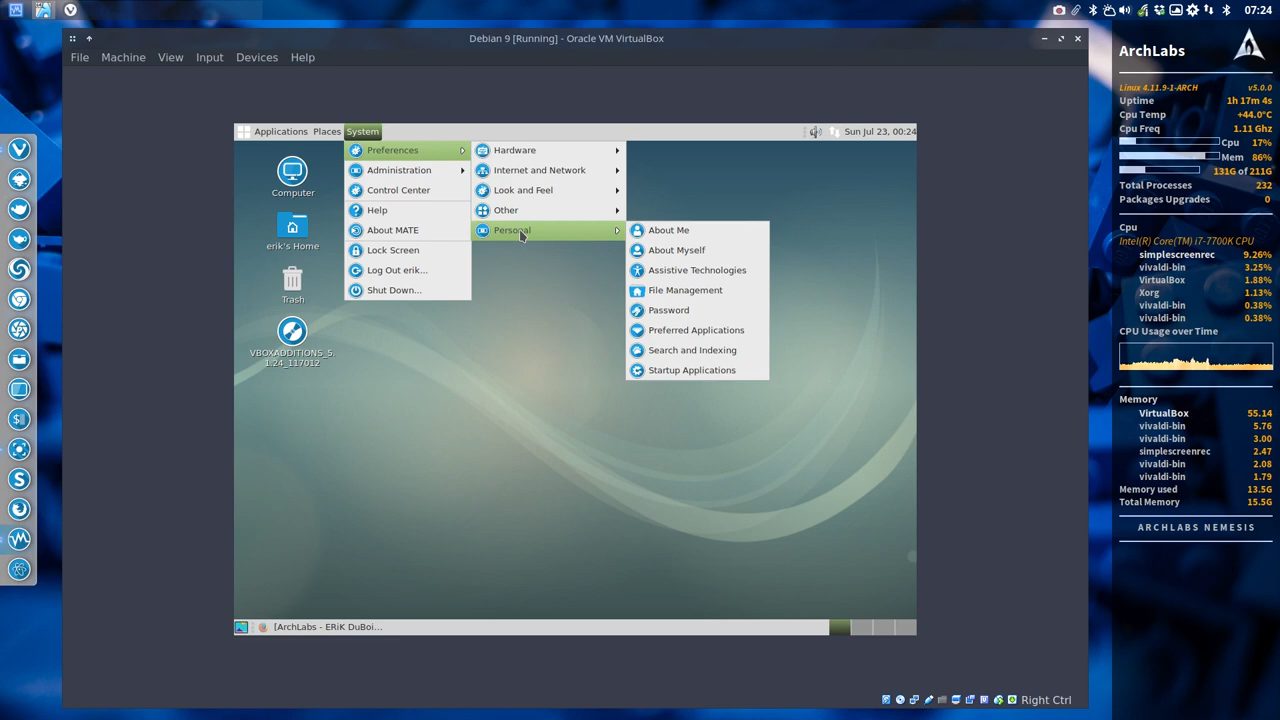 07:24
Debian 9 [Running] - Oracle VM VirtualBox
File Machine View Input Devices Help
Applications Places System
Sun Jul 23, 00:24
Computer
erik's Home
Trash
VBOXADDITIONS_5.
1.24_117012
Preferences
Administration
Control Center
Help
About MATE
Lock Screen
Log Out erik...
Shut Down...
Hardware
Internet and Network
Look and Feel
Other
Personal
About Me
About Myself
Assistive Technologies
File Management
Password
Preferred Applications
Search and Indexing
Startup Applications
[ArchLabs - ERiK DuBoi...
Right Ctrl
ArchLabs
Linux 4.11.9-1-ARCH v5.0.0
Uptime 1h 17m 4s
Cpu Temp +44.0°C
Cpu Freq 1.11 Ghz
Cpu 17%
Mem 86%
131G of 211G
Total Processes 232
Packages Upgrades 0
Cpu
Intel(R) Core(TM) i7-7700K CPU
simplescreenrec 9.26%
vivaldi-bin 3.25%
VirtualBox 1.88%
Xorg 1.13%
vivaldi-bin 0.38%
vivaldi-bin 0.38%
CPU Usage over Time
Memory
VirtualBox 55.14
vivaldi-bin 5.76
vivaldi-bin 3.00
simplescreenrec 2.47
vivaldi-bin 2.08
vivaldi-bin 1.79
Memory used 13.5G
Total Memory 15.5G
ARCHLABS NEMESIS